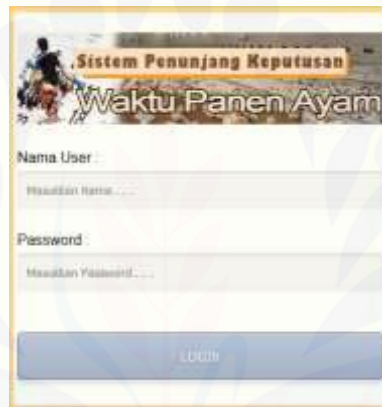 Sistem Penunjang Keputusan
Waktu Panen Ayam
Nama User :
Masukkan Nama......
Password :
Masukkan Password......
LOGIN